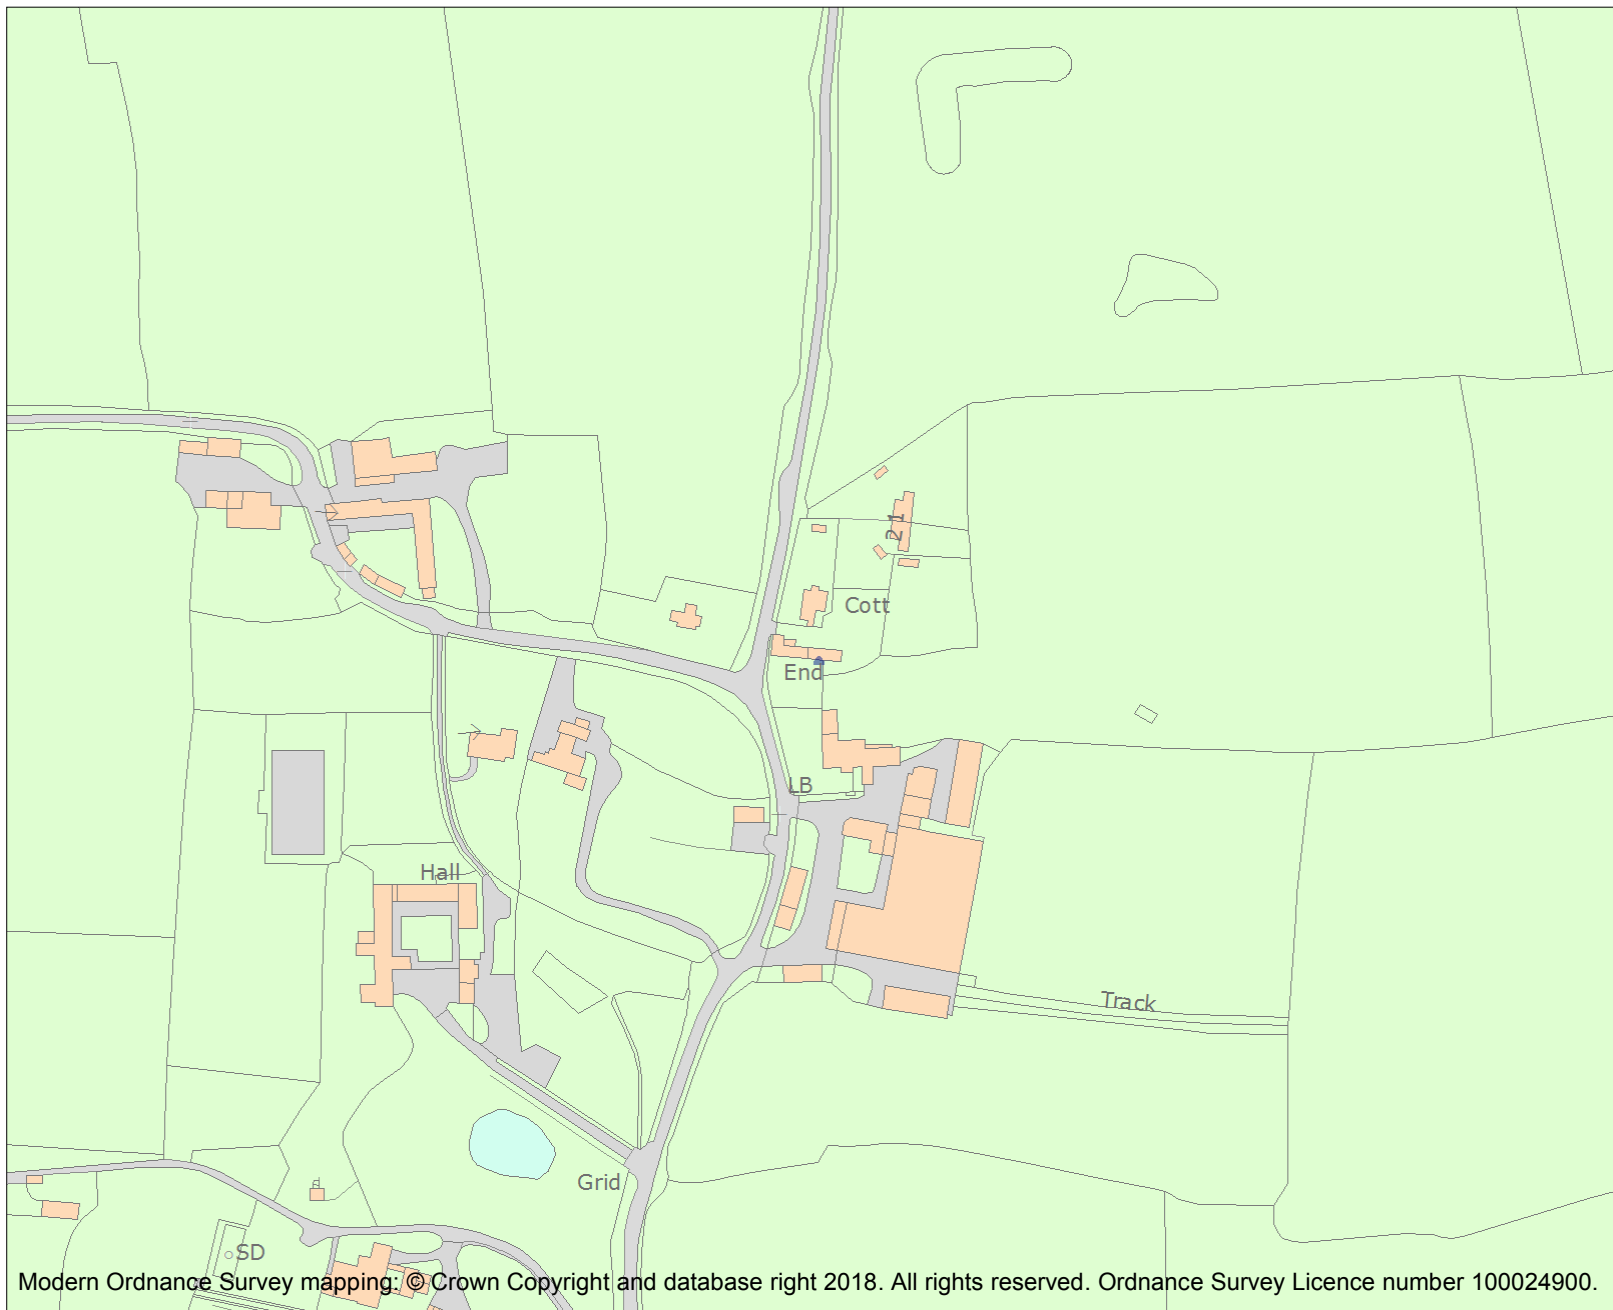 21
Cott
End
LB
Hall
Track
Grid
SD
Modern Ordnance Survey mapping: © Crown Copyright and database right 2018. All rights reserved. Ordnance Survey Licence number 100024900.